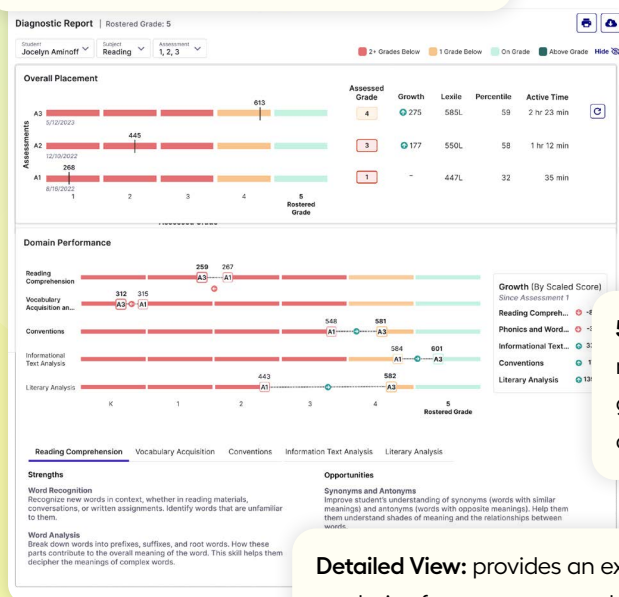 Diagnostic Report | Rostered Grade: 5
Student
Jocelyn Aminoff
Subject
Reading
Assessment
1, 2, 3
2+ Grades Below
1 Grade Below
On Grade
Above Grade
Hide
Overall Placement
Assessed Grade
Growth
Lexile
Percentile
Active Time
Assessments
A3
5/12/2023
613
4
275
585L
59
2 hr 23 min
A2
12/10/2022
445
3
177
550L
58
1 hr 12 min
A1
8/16/2022
268
1
-
447L
32
35 min
1 2 3 4 5
Rostered
Grade
Assessed Grade
Domain Performance
Reading
Comprehension
259 267
A3 A1
Vocabulary
Acquisition an...
312 315
A3 A1
Conventions
548 581
A1 A3
Informational
Text Analysis
584 601
A1 A3
Literary Analysis
443 582
A1 A3
K 1 2 3 4 5
Rostered Grade
Growth (By Scaled Score)
Since Assessment 1
Reading Compreh...
Phonics and Word...
Informational Text...
Conventions
Literary Analysis
Reading Comprehension Vocabulary Acquisition Conventions Information Text Analysis Literary Analysis
Strengths
Word Recognition
Recognize new words in context, whether in reading materials,
conversations, or written assignments. Identify words that are unfamiliar
to them.
Word Analysis
Break down words into prefixes, suffixes, and root words. How these
parts contribute to the overall meaning of the word. This skill helps them
decipher the meanings of complex words.
Opportunities
Synonyms and Antonyms
Improve student's understanding of synonyms (words with similar
meanings) and antonyms (words with opposite meanings). Help them
them understand shades of meaning and the relationships between
words.
Detailed View: provides an ex